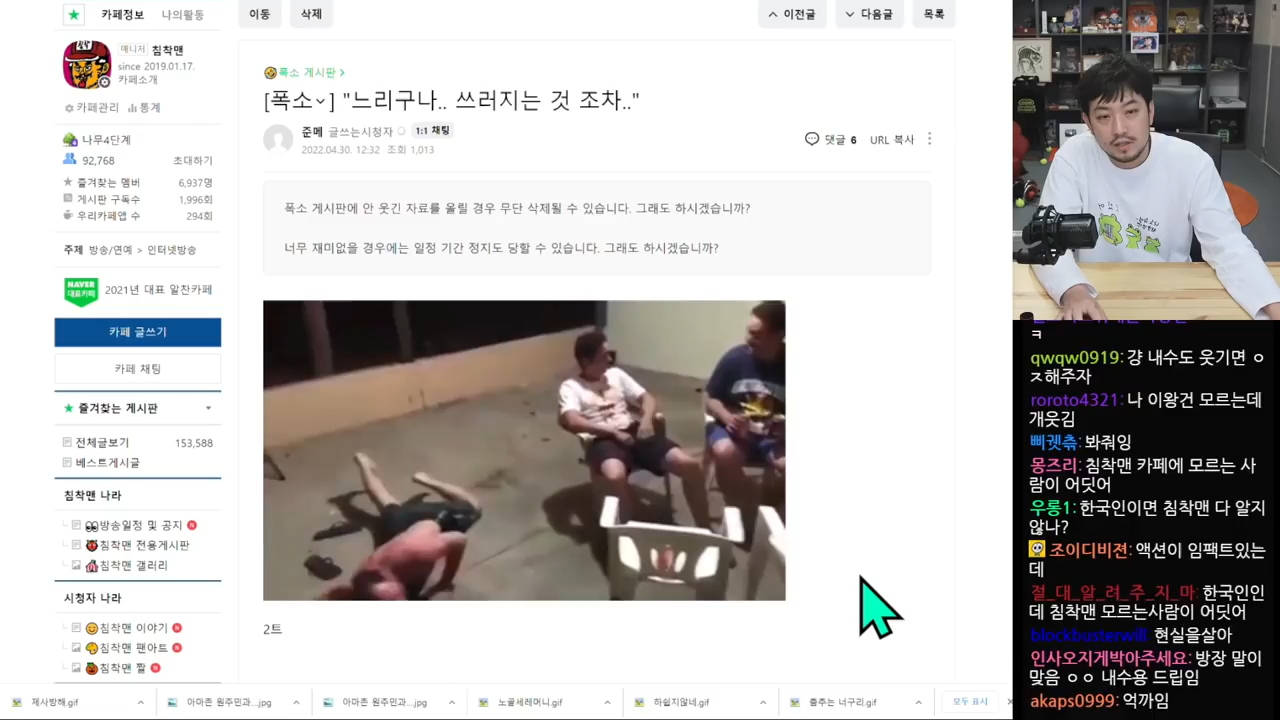 카페정보
나의활동
이동
삭제
이전글
다음글
목록
매니저 침착맨
since 2019.01.17.
카페소개
카페관리
통계
나무4단계
92,768
초대하기
즐겨찾는 멤버
6,937명
게시판 구독수
1,996회
우리카페앱 수
294회
주제 방송/연예 > 인터넷방송
NAVER
대표카페
2021년 대표 알찬카페
카페 글쓰기
카페 채팅
즐겨찾는 게시판
전체글보기
153,588
베스트게시글
침착맨 나라
방송일정 및 공지 N
침착맨 전용게시판
침착맨 갤러리
시청자 나라
침착맨 이야기 N
침착맨 팬아트 N
침착맨 짤 N
폭소 게시판 >
[폭소] "느리구나.. 쓰러지는 것 조차.."
준메 글쓰는시청자 1:1 채팅
2022.04.30. 12:32 조회 1,013
댓글 6
URL 복사
폭소 게시판에 안 웃긴 자료를 올릴 경우 무단 삭제될 수 있습니다. 그래도 하시겠습니까?
너무 재미없을 경우에는 일정 기간 정지도 당할 수 있습니다. 그래도 하시겠습니까?
2트
ㅋ
qwqw0919: 걍 내수도 웃기면 ㅇ
ㅈ해주자
roroto4321: 나 이왕건 모르는데
개웃김
삐궷츢: 봐줘잉
몽즈리: 침착맨 카페에 모르는 사
람이 어딧어
우롱1: 한국인이면 침착맨 다 알지
않나?
조이디비젼: 액션이 임팩트있는
데
절_대_알_려_주_지_마: 한국인인
데 침착맨 모르는사람이 어딧어
blockbusterwill: 현실을살아
인사오지게박아주세요: 방장 말이
맞음 ㅇㅇ 내수용 드립임
akaps0999: 억까임
제사방해.gif
아마존 원주민과....jpg
아마존 원주민과....jpg
노골세레머니.gif
하쉽지않네.gif
춤추는 너구리.gif
모두 표시